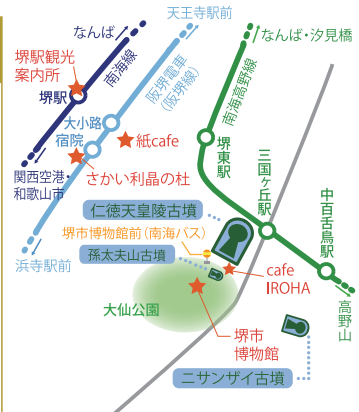 天王寺駅前
なんば
なんば・汐見橋
堺駅観光
案内所
南海線
阪堺電車
(阪堺線)
南海高野線
堺駅
大小路
紙cafe
宿院
堺東駅
さかい利晶の杜
関西空港・
和歌山市
三国ヶ丘駅
中百舌鳥駅
仁徳天皇陵古墳
堺市博物館前(南海バス)
孫太夫山古墳
浜寺駅前
cafe
IROHA
大仙公園
高野山
堺市
博物館
ニサンザイ古墳